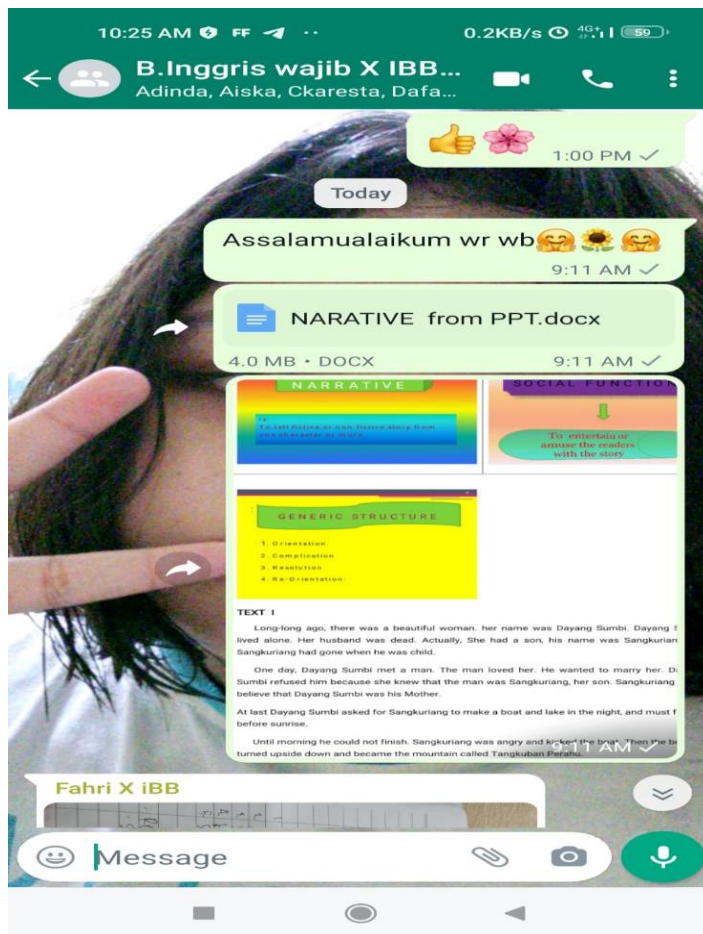 10:25 AM FF ·· 0.2KB/s 4G+ 59
B.Inggris wajib X IBB...
Adinda, Aiska, Ckaresta, Dafa...
👍🌸
1:00 PM
Today
Assalamualaikum wr wb🤗🌻🤗
9:11 AM
NARATIVE from PPT.docx
4.0 MB • DOCX 9:11 AM
NARRATIVE
SOCIAL FUNCTION
To tell fictive or non fictive story from
one character or more
To entertain or
amuse the readers
with the story
GENERIC STRUCTURE
1. Orientation
2. Complication
3. Resolution
4. Re-Orientation:
TEXT I
Long-long ago, there was a beautiful woman. her name was Dayang Sumbi. Dayang S
lived alone. Her husband was dead. Actually, She had a son, his name was Sangkurian
Sangkuriang had gone when he was child.
One day, Dayang Sumbi met a man. The man loved her. He wanted to marry her. D
Sumbi refused him because she knew that the man was Sangkuriang, her son. Sangkuriang
believe that Dayang Sumbi was his Mother.
At last Dayang Sumbi asked for Sangkuriang to make a boat and lake in the night, and must f
before sunrise.
Until morning he could not finish. Sangkuriang was angry and kicked the boat. Then the b
turned upside down and became the mountain called Tangkuban Perahu.
9:11 AM
Fahri X iBB
Message